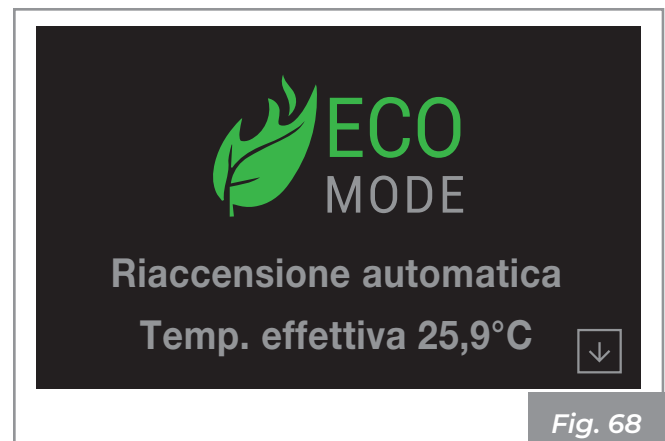 ECO
MODE
Riaccensione automatica
Temp. effettiva 25,9°C
Fig. 68